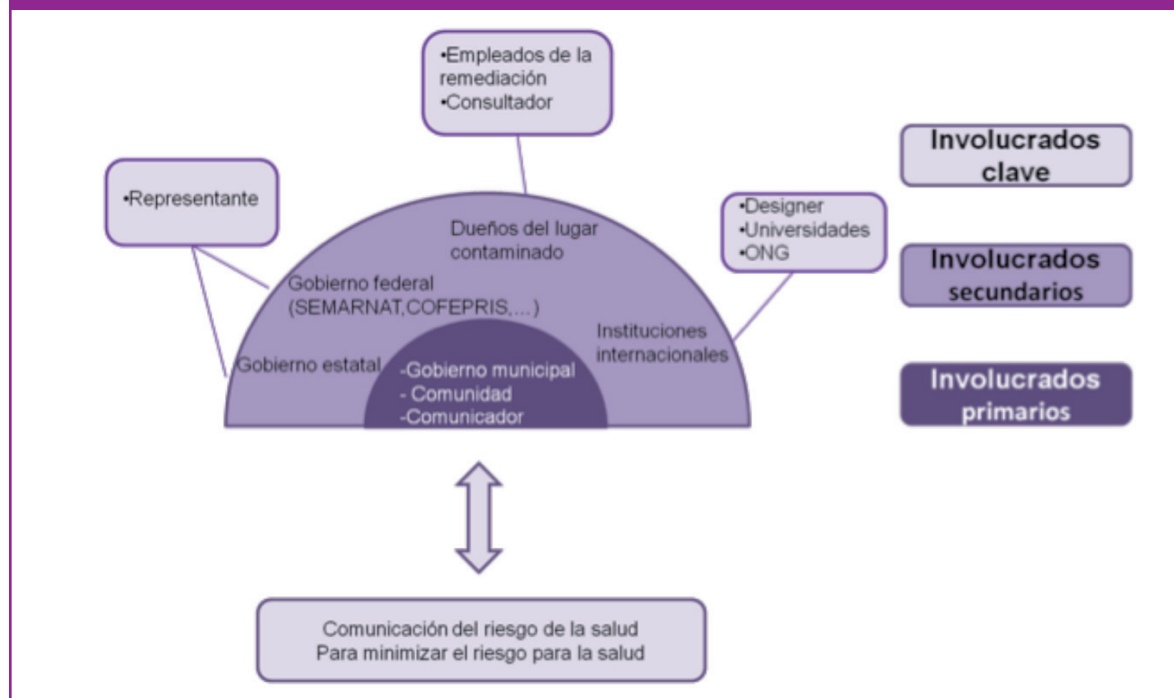 •Empleados de la
remediación
•Consultador
•Representante
•Designer
•Universidades
•ONG
Dueños del lugar
contaminado
Gobierno federal
(SEMARNAT,COFEPRIS,...)
Instituciones
internacionales
Gobierno estatal
-Gobierno municipal
- Comunidad
-Comunicador
Involucrados
clave
Involucrados
secundarios
Involucrados
primarios
Comunicación del riesgo de la salud
Para minimizar el riesgo para la salud